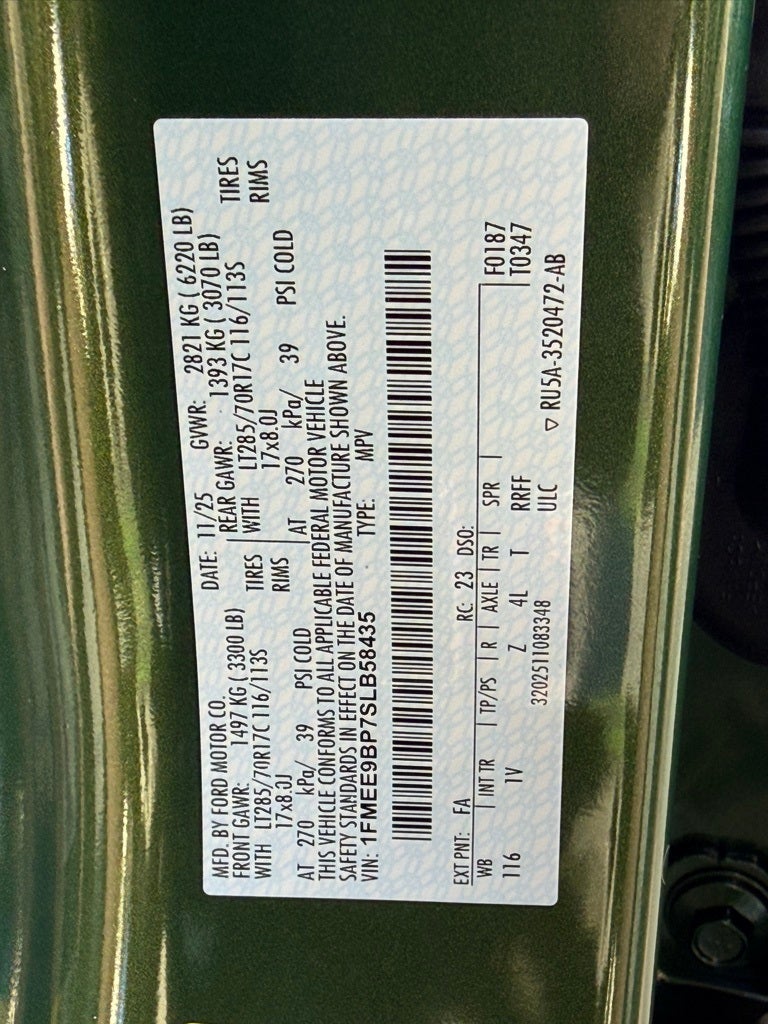 MFD. BY FORD MOTOR CO.
DATE: 11/25 GVWR: 2821 KG ( 6220 LB)
FRONT GAWR: 1497 KG ( 3300 LB) REAR GAWR: 1393 KG ( 3070 LB)
WITH LT285/70R17C 116/113S TIRES WITH LT285/70R17C 116/113S TIRES
17x8.0J RIMS 17x8.0J RIMS
AT 270 kPa/ 39 PSI COLD AT 270 kPa/ 39 PSI COLD
THIS VEHICLE CONFORMS TO ALL APPLICABLE FEDERAL MOTOR VEHICLE
SAFETY STANDARDS IN EFFECT ON THE DATE OF MANUFACTURE SHOWN ABOVE.
VIN: 1FMEE9BP7SLB58435 TYPE: MPV
EXT PNT: FA RC: 23 DSO:
WB INT TR TP/PS R AXLE TR SPR F0187
116 1V Z 4L T RRFF T0347
3202511083348 ULC ▽ RU5A-3520472-AB